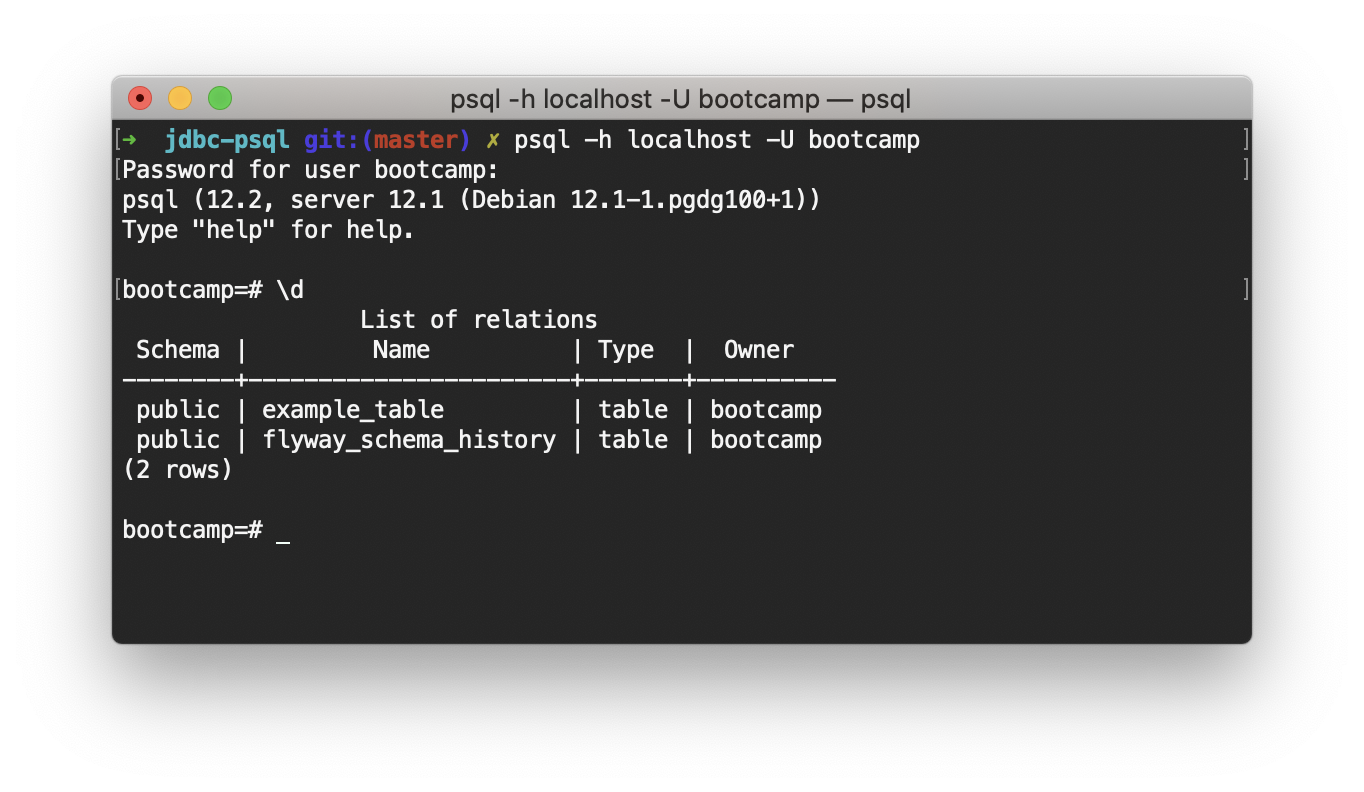 psql -h localhost -U bootcamp — psql
[➜  jdbc-psql git:(master) ✗ psql -h localhost -U bootcamp ]
[Password for user bootcamp: ]
psql (12.2, server 12.1 (Debian 12.1-1.pgdg100+1))
Type "help" for help.
[bootcamp=# \d ]
                 List of relations
 Schema |         Name          | Type  |  Owner
--------+-----------------------+-------+----------
 public | example_table         | table | bootcamp
 public | flyway_schema_history | table | bootcamp
(2 rows)
bootcamp=# _